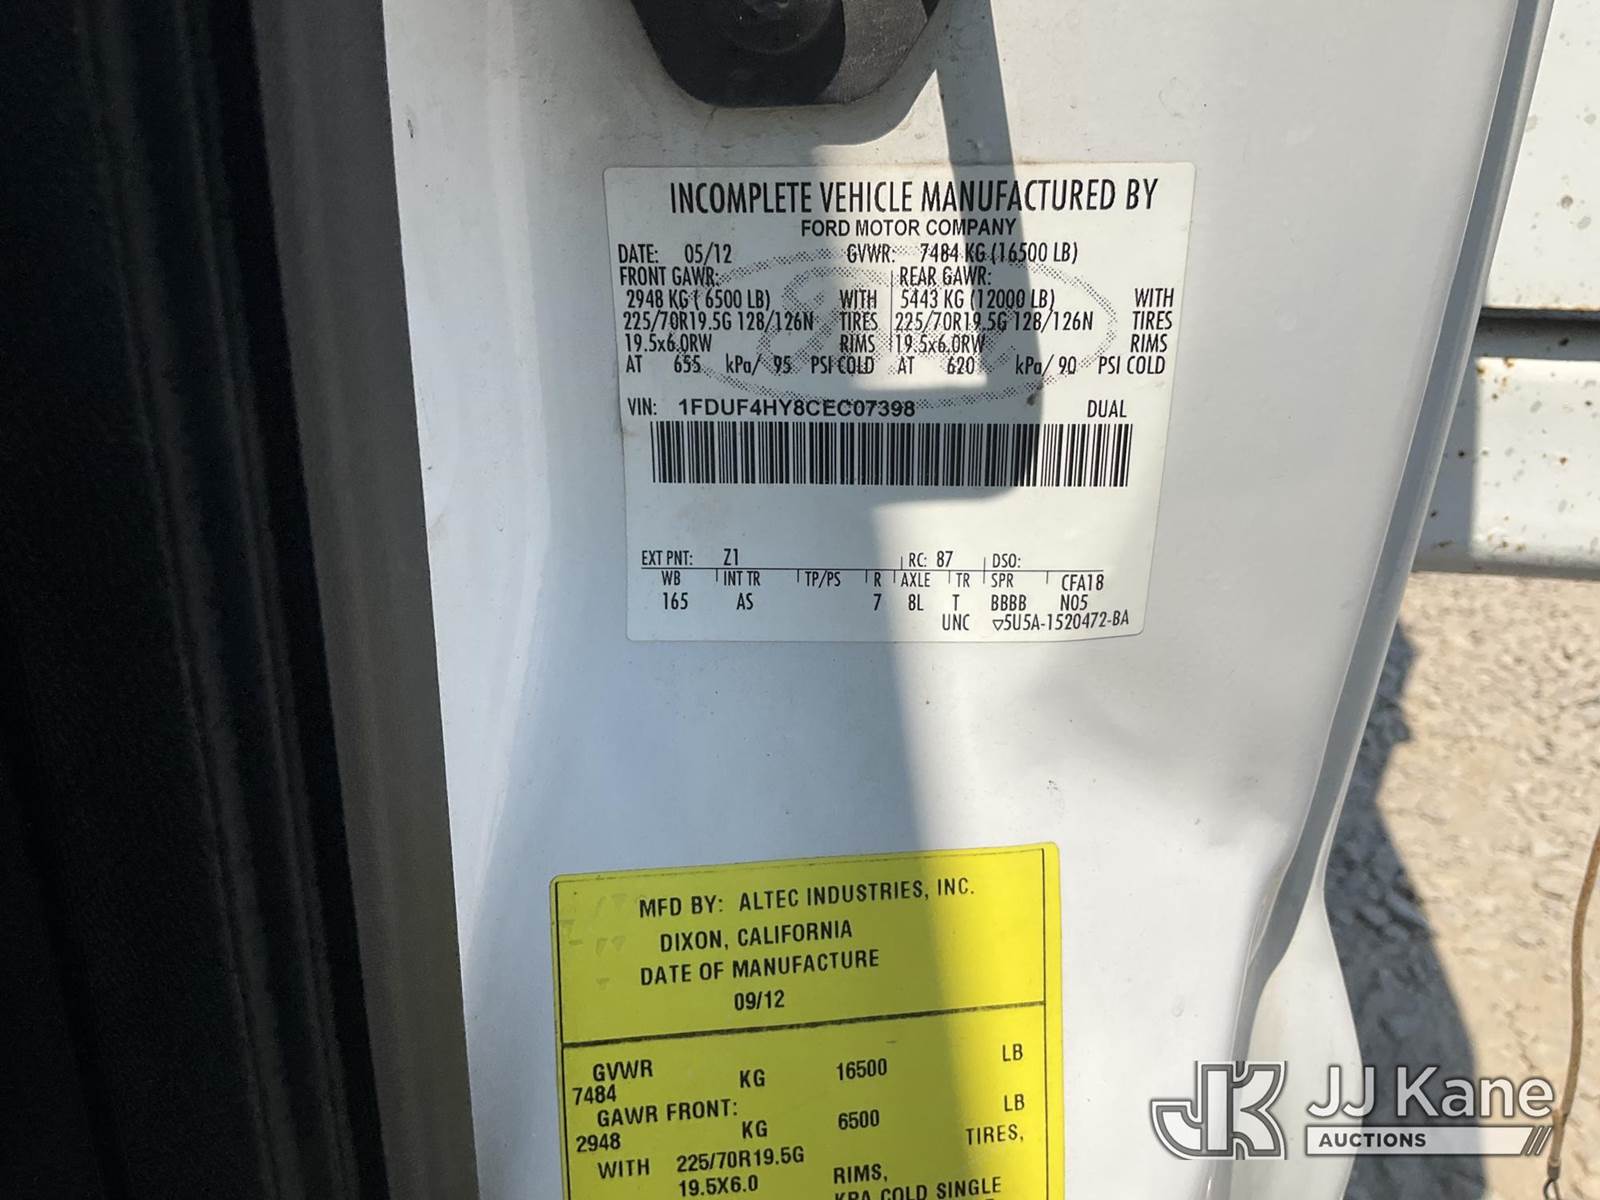 INCOMPLETE VEHICLE MANUFACTURED BY
FORD MOTOR COMPANY
DATE: 05/12 GVWR: 7484 KG (16500 LB)
FRONT GAWR: REAR GAWR:
2948 KG ( 6500 LB) WITH 5443 KG (12000 LB) WITH
225/70R19.5G 128/126N TIRES 225/70R19.5G 128/126N TIRES
19.5x6.0RW RIMS 19.5x6.0RW RIMS
AT 655 kPa/ 95 PSI COLD AT 620 kPa/ 90 PSI COLD
VIN: 1FDUF4HY8CEC07398 DUAL
EXT PNT: Z1 RC: 87 DSO:
WB INT TR TP/PS R AXLE TR SPR CFA18
165 AS 7 8L T BBBB N05
UNC ▽5U5A-1520472-BA
MFD BY: ALTEC INDUSTRIES, INC.
DIXON, CALIFORNIA
DATE OF MANUFACTURE
09/12
GVWR
7484 KG 16500 LB
GAWR FRONT:
2948 KG 6500 LB
WITH 225/70R19.5G TIRES,
19.5X6.0 RIMS,
KPA COLD SINGLE
JJ Kane
AUCTIONS